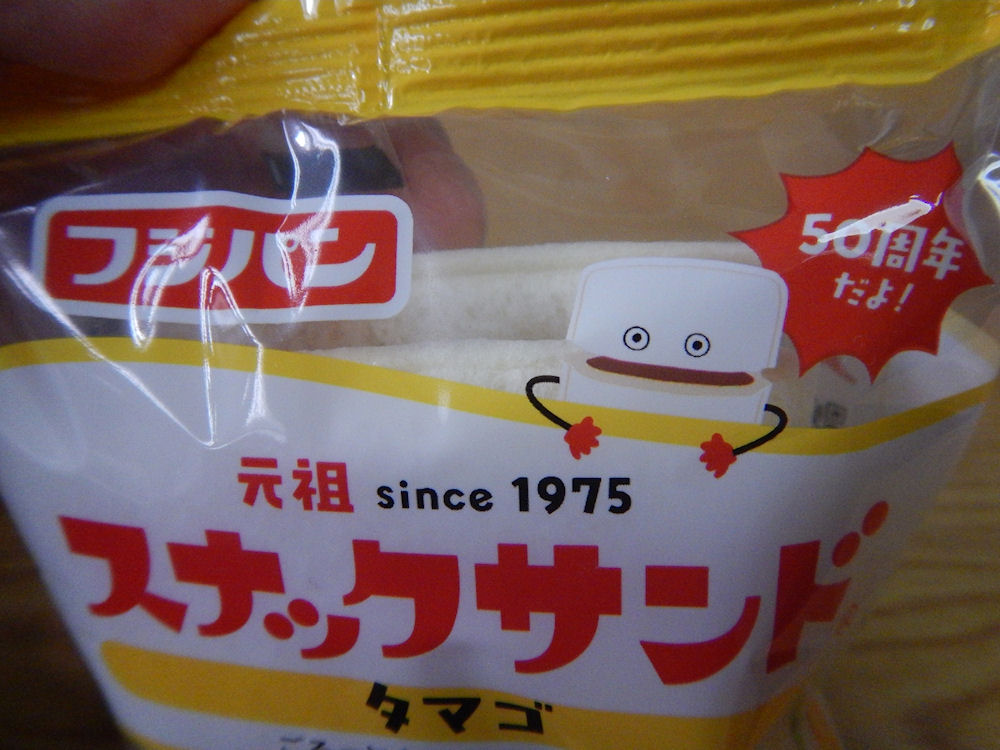 フジパン
50周年
だよ!
元祖 since 1975
スナックサンド
タマゴ